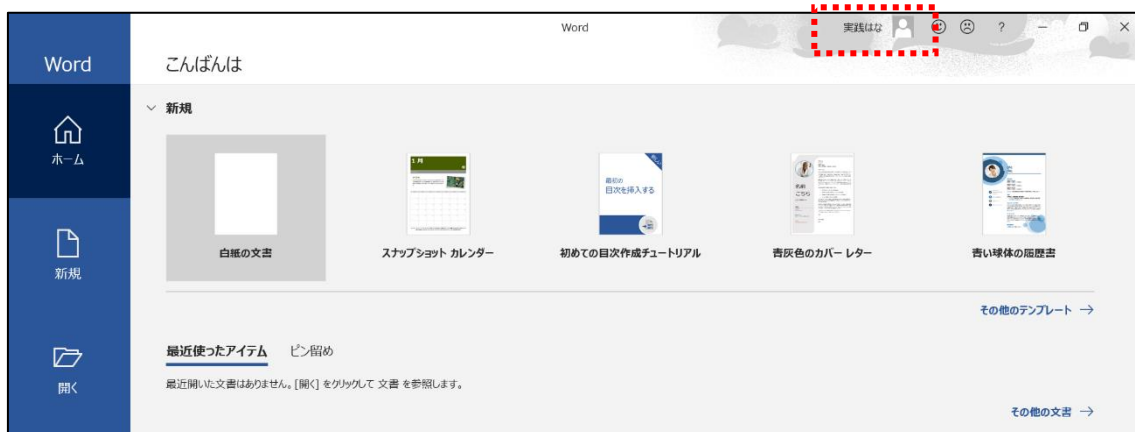 Word
実践はな
?
Word
こんばんは
新規
ホーム
1 月
最初の
目次を挿入する
白紙の文書
スナップショット カレンダー
初めての目次作成チュートリアル
青灰色のカバー レター
青い球体の履歴書
新規
その他のテンプレート →
最近使ったアイテム ピン留め
最近開いた文書はありません。[開く] をクリックして 文書 を参照します。
開く
その他の文書 →